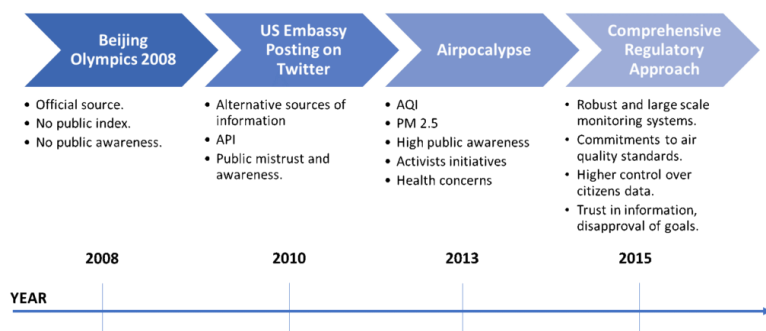 Beijing
Olympics 2008
US Embassy
Posting on
Twitter
Airpocalypse
Comprehensive
Regulatory
Approach
• Official source.
• No public index.
• No public awareness.
• Alternative sources of
information
• API
• Public mistrust and
awareness.
• AQI
• PM 2.5
• High public awareness
• Activists initiatives
• Health concerns
• Robust and large scale
monitoring systems.
• Commitments to air
quality standards.
• Higher control over
citizens data.
• Trust in information,
disapproval of goals.
2008
2010
2013
2015
YEAR